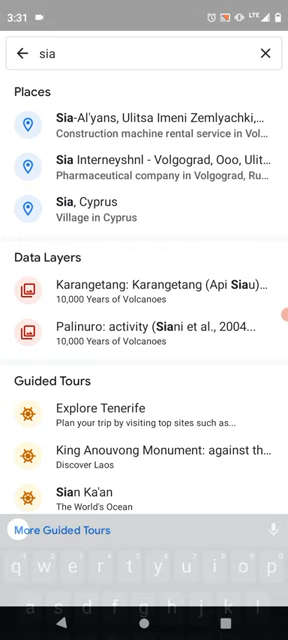 3:31
LTE
sia
Places
Sia-Al'yans, Ulitsa Imeni Zemlyachki,...
Construction machine rental service in Vol...
Sia Interneyshnl - Volgograd, Ooo, Ulit...
Pharmaceutical company in Volgograd, Ru...
Sia, Cyprus
Village in Cyprus
Data Layers
Karangetang: Karangetang (Api Siau)...
10,000 Years of Volcanoes
Palinuro: activity (Siani et al., 2004...
10,000 Years of Volcanoes
Guided Tours
Explore Tenerife
Plan your trip by visiting top sites such as...
King Anouvong Monument: against th...
Discover Laos
Sian Ka'an
The World's Ocean
More Guided Tours
q w e r t y u i o p
a s d f g h j k l